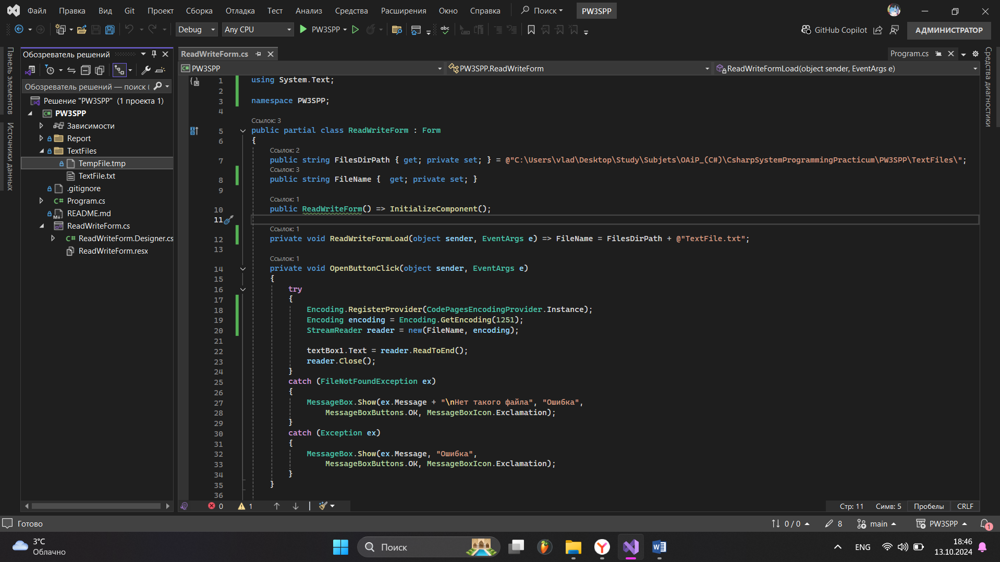 Файл Правка Вид Git Проект Сборка Отладка Тест Анализ Средства Расширения Окно Справка Поиск PW3SPP
Debug Any CPU PW3SPP abc GitHub Copilot АДМИНИСТРАТОР
Панель элементов
Источники данных
Обозреватель решений
Обозреватель решений — поиск (
Решение "PW3SPP" (1 проекта 1)
PW3SPP
Зависимости
Report
TextFiles
TempFile.tmp
TextFile.txt
.gitignore
Program.cs
README.md
ReadWriteForm.cs
ReadWriteForm.Designer.cs
ReadWriteForm.resx
ReadWriteForm.cs Program.cs
PW3SPP PW3SPP.ReadWriteForm ReadWriteFormLoad(object sender, EventArgs e)
Средства диагностики
1 using System.Text;
2
3 namespace PW3SPP;
4
Ссылок: 3
5 public partial class ReadWriteForm : Form
6 {
Ссылок: 2
7 public string FilesDirPath { get; private set; } = @"C:\Users\vlad\Desktop\Study\Subjets\OAiP_(C#)\CsharpSystemProgrammingPracticum\PW3SPP\TextFiles\";
Ссылок: 3
8 public string FileName {  get; private set; }
9
Ссылок: 1
10 public ReadWriteForm() => InitializeComponent();
11
Ссылок: 1
12 private void ReadWriteFormLoad(object sender, EventArgs e) => FileName = FilesDirPath + @"TextFile.txt";
13
Ссылок: 1
14 private void OpenButtonClick(object sender, EventArgs e)
15 {
16 try
17 {
18 Encoding.RegisterProvider(CodePagesEncodingProvider.Instance);
19 Encoding encoding = Encoding.GetEncoding(1251);
20 StreamReader reader = new(FileName, encoding);
21
22 textBox1.Text = reader.ReadToEnd();
23 reader.Close();
24 }
25 catch (FileNotFoundException ex)
26 {
27 MessageBox.Show(ex.Message + "\nНет такого файла", "Ошибка",
28 MessageBoxButtons.OK, MessageBoxIcon.Exclamation);
29 }
30 catch (Exception ex)
31 {
32 MessageBox.Show(ex.Message, "Ошибка",
33 MessageBoxButtons.OK, MessageBoxIcon.Exclamation);
34 }
35 }
36
0 1 Стр: 11 Симв: 5 Пробелы CRLF
Готово 0 / 0 8 main PW3SPP 1
3°C
Облачно
Поиск
ENG
18:46
13.10.2024